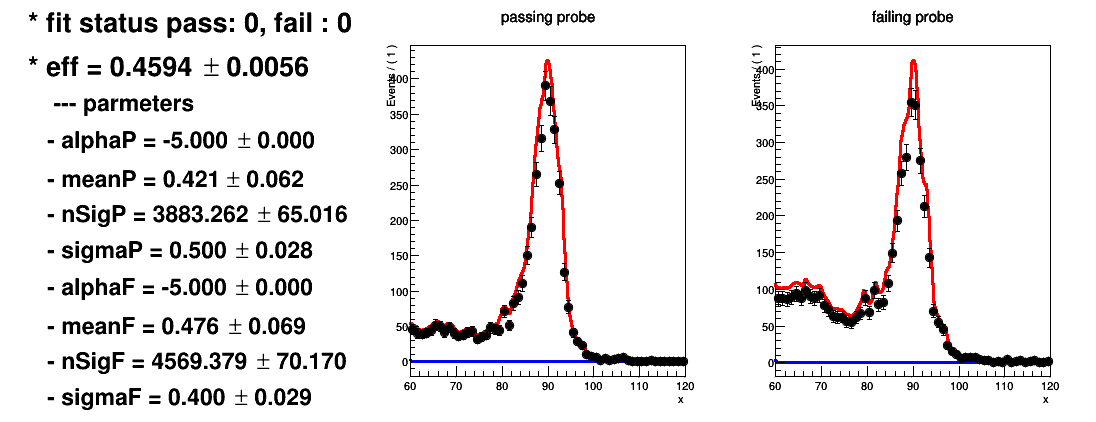 * fit status pass: 0, fail : 0
* eff = 0.4594 ± 0.0056
--- parmeters
- alphaP = -5.000 ± 0.000
- meanP = 0.421 ± 0.062
- nSigP = 3883.262 ± 65.016
- sigmaP = 0.500 ± 0.028
- alphaF = -5.000 ± 0.000
- meanF = 0.476 ± 0.069
- nSigF = 4569.379 ± 70.170
- sigmaF = 0.400 ± 0.029
passing probe
Events / ( 1 )
400
350
300
250
200
150
100
50
0
60 70 80 90 100 110 120
x
failing probe
Events / ( 1 )
400
350
300
250
200
150
100
50
0
60 70 80 90 100 110 120
x